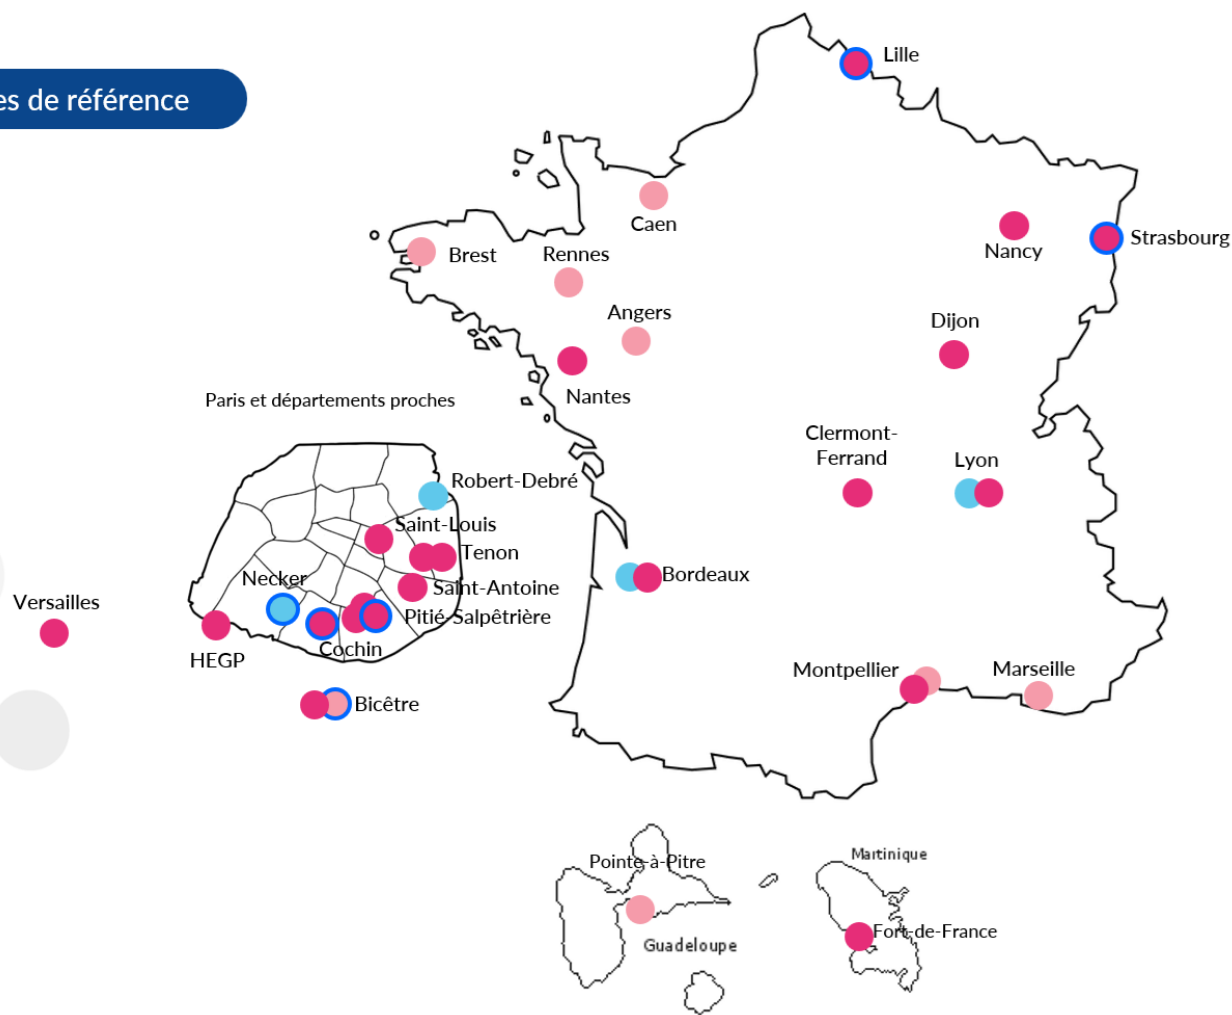 es de référence
Lille
Caen
Brest
Rennes
Nancy
Strasbourg
Angers
Dijon
Nantes
Paris et départements proches
Clermont-
Ferrand
Lyon
Robert-Debré
Saint-Louis
Tenon
Necker
Saint-Antoine
Bordeaux
Versailles
Pitié-Salpêtrière
Cochin
HEGP
Montpellier
Marseille
Bicêtre
Martinique
Pointe-à-Pitre
Fort-de-France
Guadeloupe